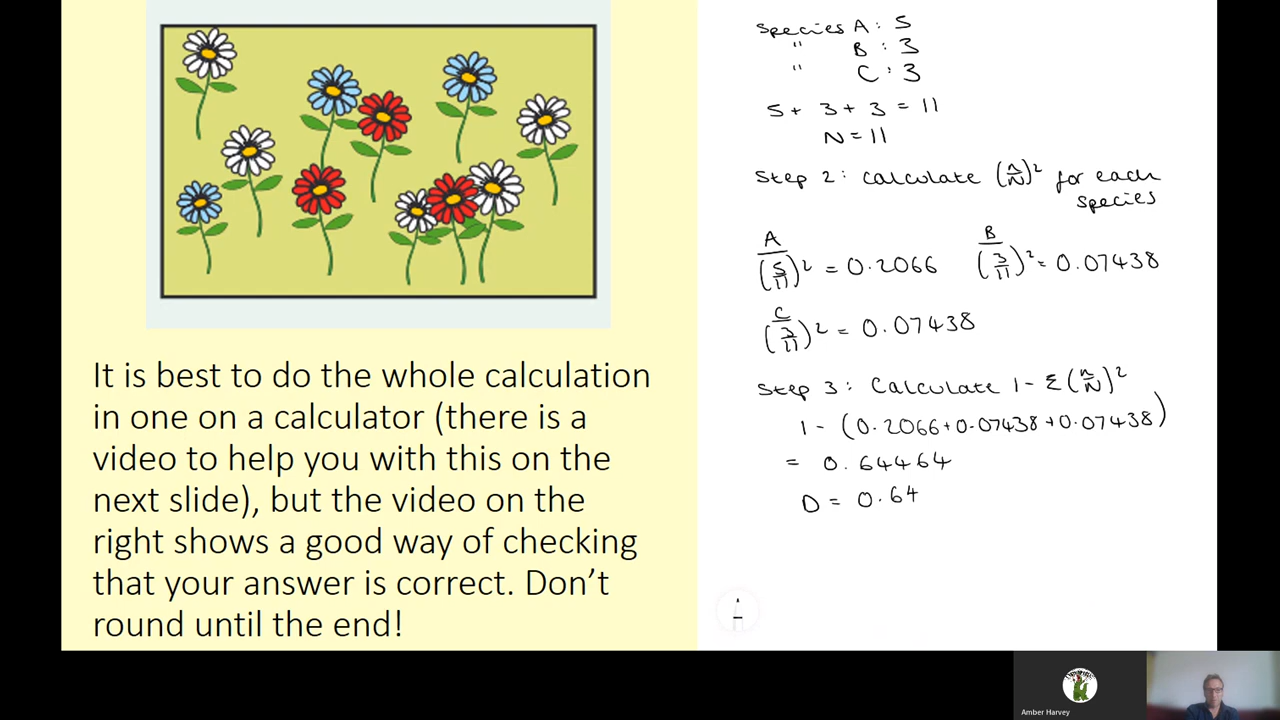 It is best to do the whole calculation
in one on a calculator (there is a
video to help you with this on the
next slide), but the video on the
right shows a good way of checking
that your answer is correct. Don’t
round until the end!
Species A : 5
" B : 3
" C : 3
5 + 3 + 3 = 11
N = 11
Step 2: Calculate (n/N)² for each
species
A
(5/11)² = 0.2066
B
(3/11)² = 0.07438
C
(3/11)² = 0.07438
Step 3: Calculate 1 - Σ(n/N)²
1 - (0.2066+0.07438+0.07438)
= 0.64464
D = 0.64
Amber Harvey